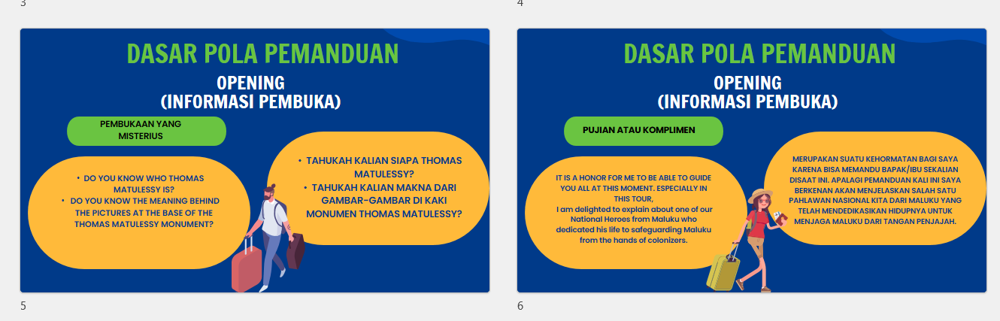 3
4
DASAR POLA PEMANDUAN
OPENING
(INFORMASI PEMBUKA)
PEMBUKAAN YANG
MISTERIUS
• DO YOU KNOW WHO THOMAS
MATULESSY IS?
• DO YOU KNOW THE MEANING BEHIND
THE PICTURES AT THE BASE OF THE
THOMAS MATULESSY MONUMENT?
• TAHUKAH KALIAN SIAPA THOMAS
MATULESSY?
• TAHUKAH KALIAN MAKNA DARI
GAMBAR-GAMBAR DI KAKI
MONUMEN THOMAS MATULESSY?
5
DASAR POLA PEMANDUAN
OPENING
(INFORMASI PEMBUKA)
PUJIAN ATAU KOMPLIMEN
IT IS A HONOR FOR ME TO BE ABLE TO GUIDE
YOU ALL AT THIS MOMENT. ESPECIALLY IN
THIS TOUR,
I am delighted to explain about one of our
National Heroes from Maluku who
dedicated his life to safeguarding Maluku
from the hands of colonizers.
MERUPAKAN SUATU KEHORMATAN BAGI SAYA
KARENA BISA MEMANDU BAPAK/IBU SEKALIAN
DISAAT INI. APALAGI PEMANDUAN KALI INI SAYA
BERKENAN AKAN MENJELASKAN SALAH SATU
PAHLAWAN NASIONAL KITA DARI MALUKU YANG
TELAH MENDEDIKASIKAN HIDUPNYA UNTUK
MENJAGA MALUKU DARI TANGAN PENJAJAH.
6